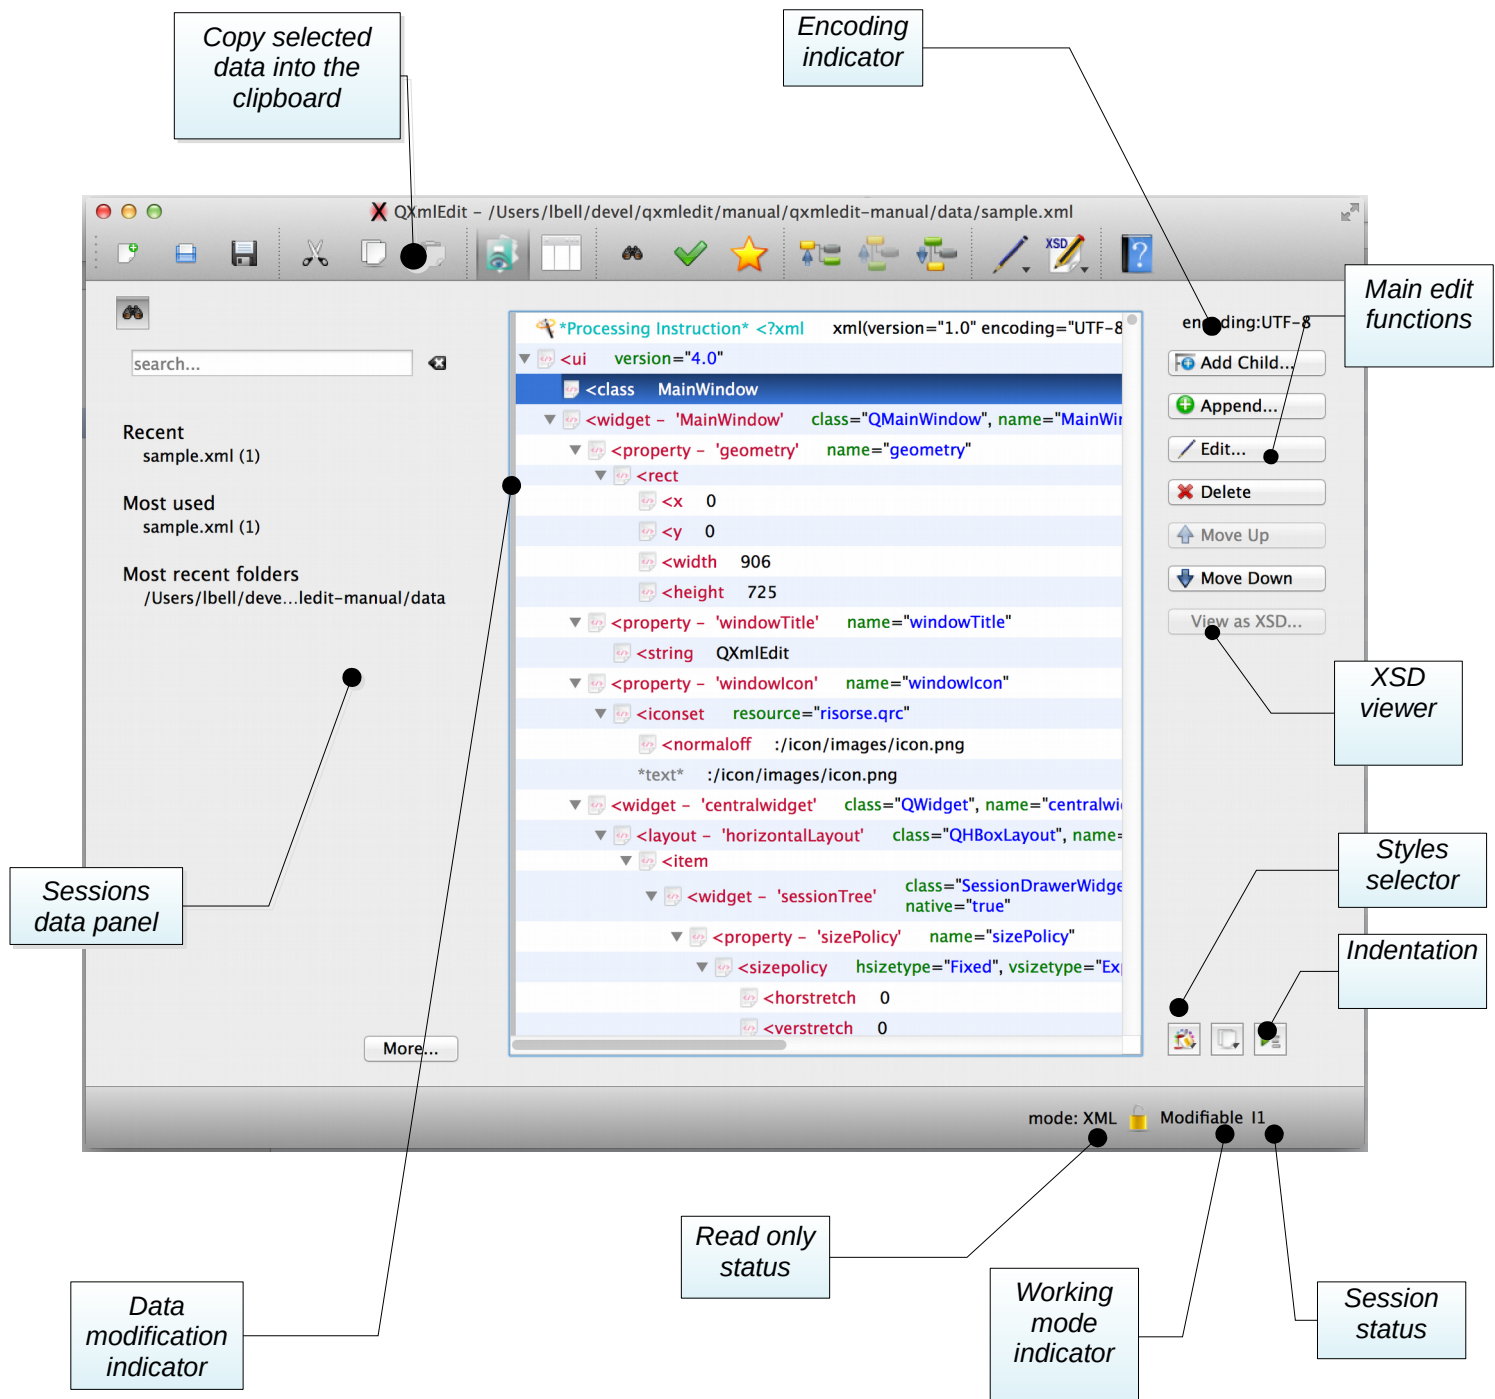 Copy selected
data into the
clipboard
Encoding
indicator
QXmlEdit – /Users/lbell/devel/qxmledit/manual/qxmledit-manual/data/sample.xml
XSD
?
Main edit
functions
search...
Recent
sample.xml (1)
Most used
sample.xml (1)
Most recent folders
/Users/lbell/deve...ledit-manual/data
More...
*Processing Instruction* <?xml xml(version="1.0" encoding="UTF-8
<ui version="4.0"
<class MainWindow
<widget – 'MainWindow' class="QMainWindow", name="MainWin
<property – 'geometry' name="geometry"
<rect
<x 0
<y 0
<width 906
<height 725
<property – 'windowTitle' name="windowTitle"
<string QXmlEdit
<property – 'windowIcon' name="windowIcon"
<iconset resource="risorse.qrc"
<normaloff :/icon/images/icon.png
*text* :/icon/images/icon.png
<widget – 'centralwidget' class="QWidget", name="centralwi
<layout – 'horizontalLayout' class="QHBoxLayout", name=
<item
<widget – 'sessionTree' class="SessionDrawerWidge
native="true"
<property – 'sizePolicy' name="sizePolicy"
<sizepolicy hsizetype="Fixed", vsizetype="Ex
<horstretch 0
<verstretch 0
encoding:UTF-8
Add Child...
Append...
Edit...
Delete
Move Up
Move Down
View as XSD...
XSD
viewer
Styles
selector
Indentation
Sessions
data panel
mode: XML Modifiable I1
Read only
status
Working
mode
indicator
Session
status
Data
modification
indicator